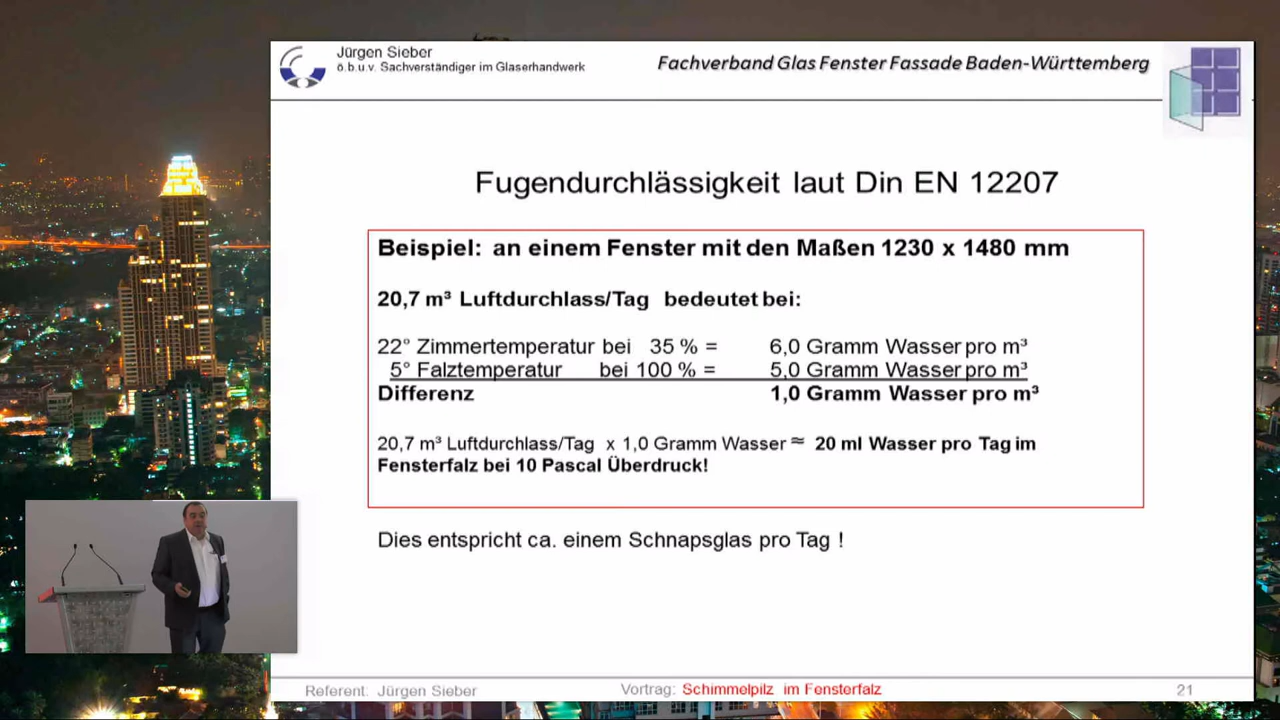 Jürgen Sieber
ö.b.u.v. Sachverständiger im Glaserhandwerk
Fachverband Glas Fenster Fassade Baden-Württemberg
Fugendurchlässigkeit laut Din EN 12207
Beispiel: an einem Fenster mit den Maßen 1230 x 1480 mm
20,7 m³ Luftdurchlass/Tag bedeutet bei:
22° Zimmertemperatur bei 35 % = 6,0 Gramm Wasser pro m³
5° Falztemperatur bei 100 % = 5,0 Gramm Wasser pro m³
Differenz 1,0 Gramm Wasser pro m³
20,7 m³ Luftdurchlass/Tag x 1,0 Gramm Wasser ≈ 20 ml Wasser pro Tag im
Fensterfalz bei 10 Pascal Überdruck!
Dies entspricht ca. einem Schnapsglas pro Tag !
Referent: Jürgen Sieber Vortrag: Schimmelpilz im Fensterfalz 21